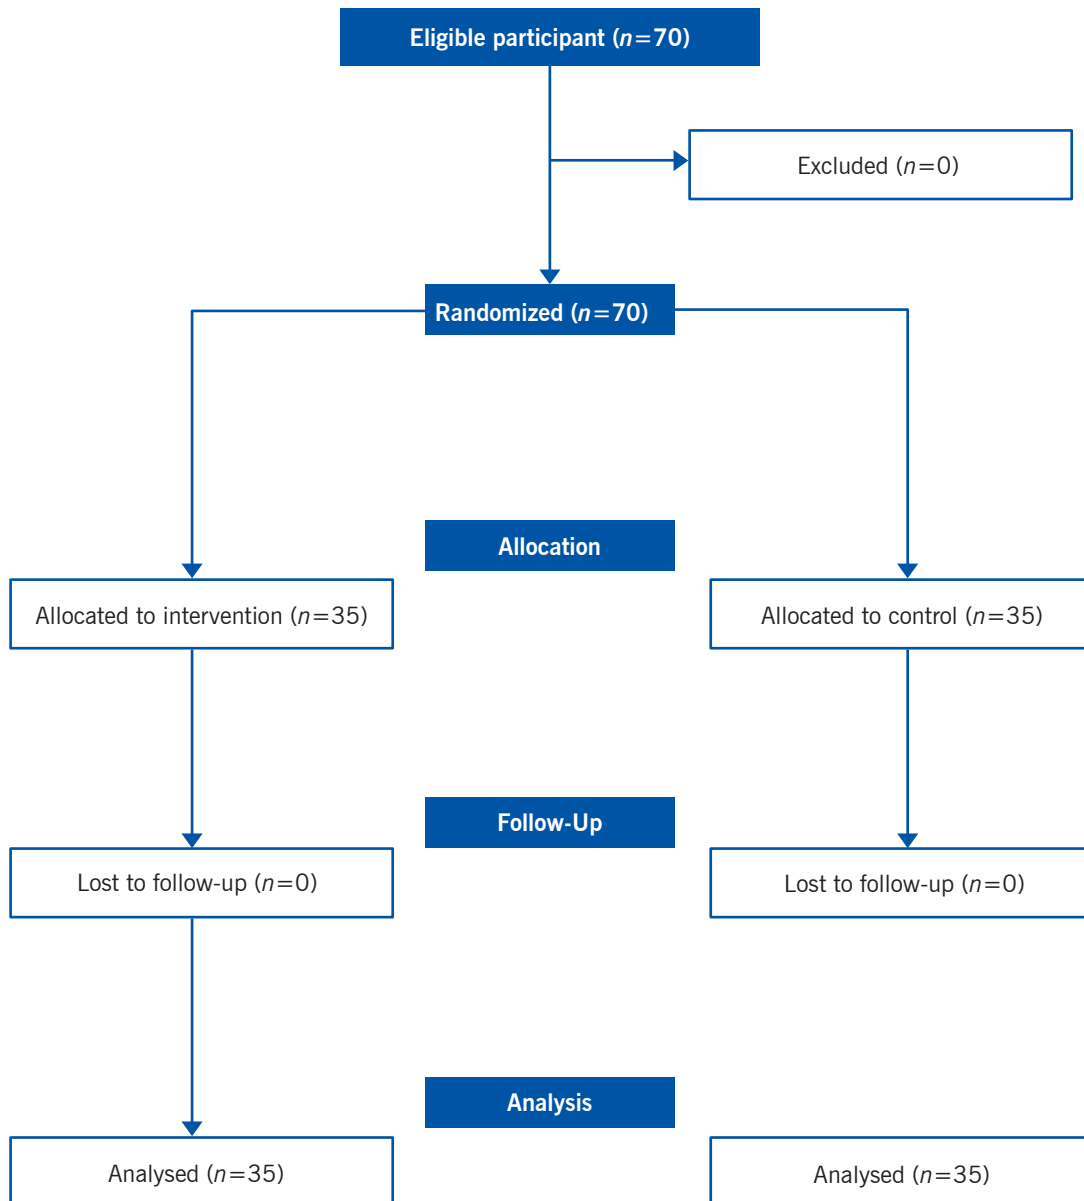 Eligible participant (n=70)
Excluded (n=0)
Randomized (n=70)
Allocation
Allocated to intervention (n=35)
Allocated to control (n=35)
Follow-Up
Lost to follow-up (n=0)
Lost to follow-up (n=0)
Analysis
Analysed (n=35)
Analysed (n=35)